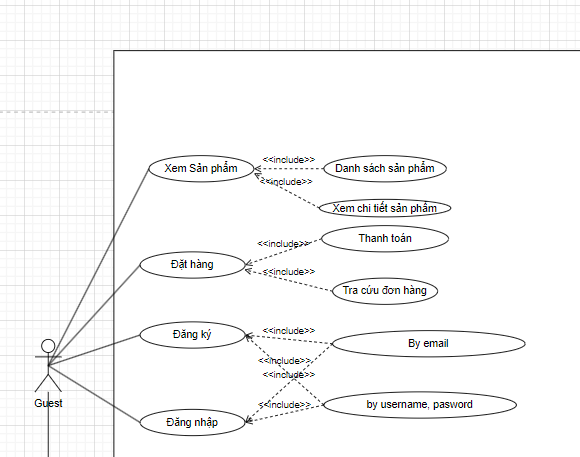 Xem Sản phẩm
<<include>>
Danh sách sản phẩm
<<include>>
Xem chi tiết sản phẩm
Thanh toán
<<include>>
Đặt hàng
<<include>>
Tra cứu đơn hàng
Đăng ký
<<include>>
By email
<<include>>
<<include>>
Guest
<<include>>
by username, pasword
Đăng nhập